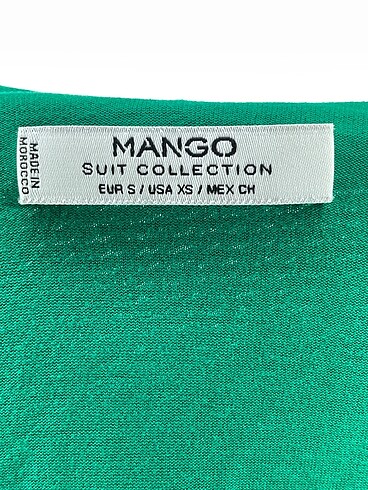 MANGO
SUIT COLLECTION
EUR S / USA XS / MEX CH
MADE IN
MOROCCO